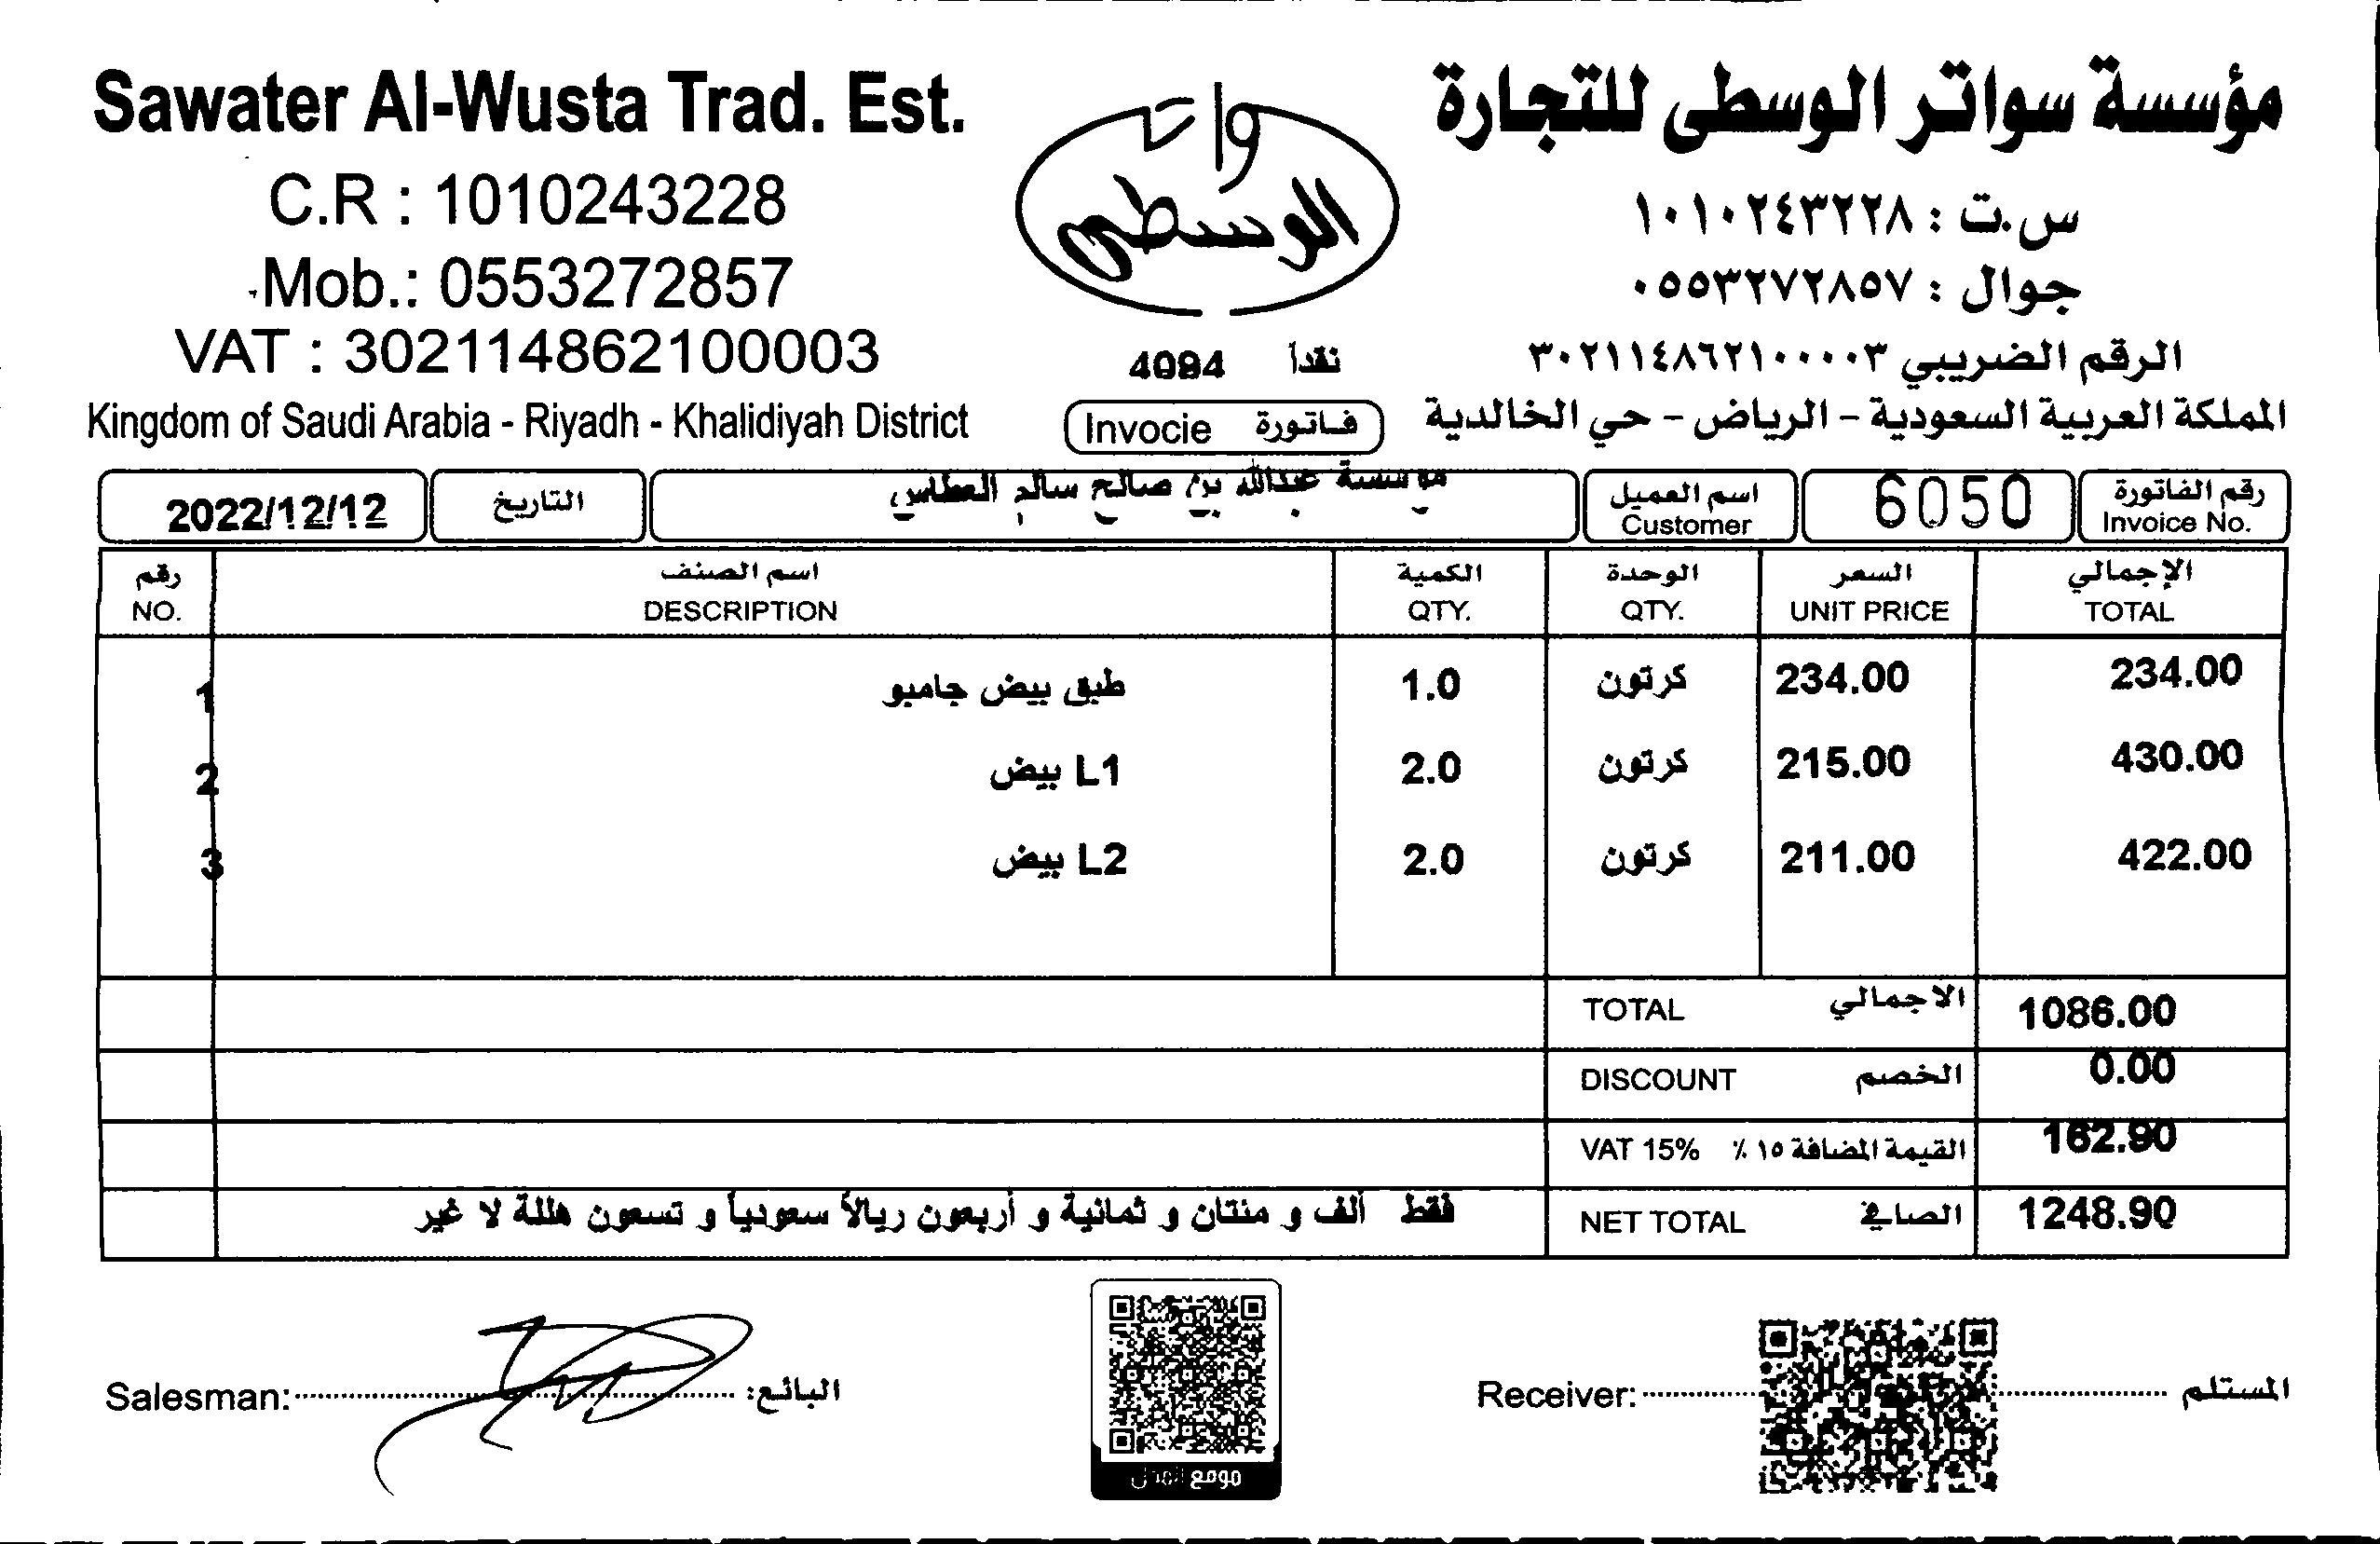 Sawater Al-Wusta Trad. Est.
C.R : 1010243228
Mob.: 0553272857
VAT : 302114862100003
Kingdom of Saudi Arabia - Riyadh - Khalidiyah District
الوسطى
4094 نقداً
Invocie فاتورة
مؤسسة سواتر الوسطى للتجارة
س.ت : ١٠١٠٢٤٣٢٢٨
جوال : ٠٥٥٣٢٧٢٨٥٧
الرقم الضريبي ٣٠٢١١٤٨٦٢١٠٠٠٠٣
المملكة العربية السعودية - الرياض - حي الخالدية
2022/12/12 التاريخ مؤسسة عبدالله بن صالح سالم العطاس اسم العميل 6050 رقم الفاتورة
Customer Invoice No.
رقم اسم الصنف الكمية الوحدة السعر الإجمالي
NO. DESCRIPTION QTY. QTY. UNIT PRICE TOTAL
1 طبق بيض جامبو 1.0 كرتون 234.00 234.00
2 بيض L1 2.0 كرتون 215.00 430.00
3 بيض L2 2.0 كرتون 211.00 422.00
TOTAL الاجمالي 1086.00
DISCOUNT الخصم 0.00
VAT 15% القيمة المضافة ١٥ ٪ 162.90
فقط ألف و مئتان و ثمانية و أربعون ريالاً سعودياً و تسعون هللة لا غير NET TOTAL الصافي 1248.90
Salesman: البائع: Receiver: المستلم
موقع المحل